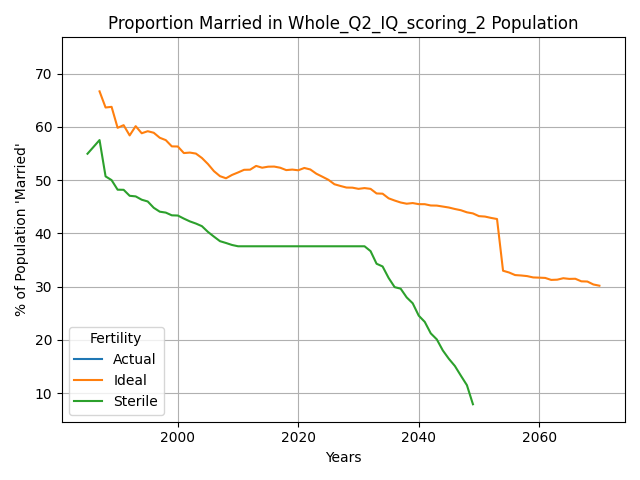 Proportion Married in Whole_Q2_IQ_scoring_2 Population
% of Population 'Married'
70
60
50
40
30
20
10
Fertility
Actual
Ideal
Sterile
2000
2020
2040
2060
Years